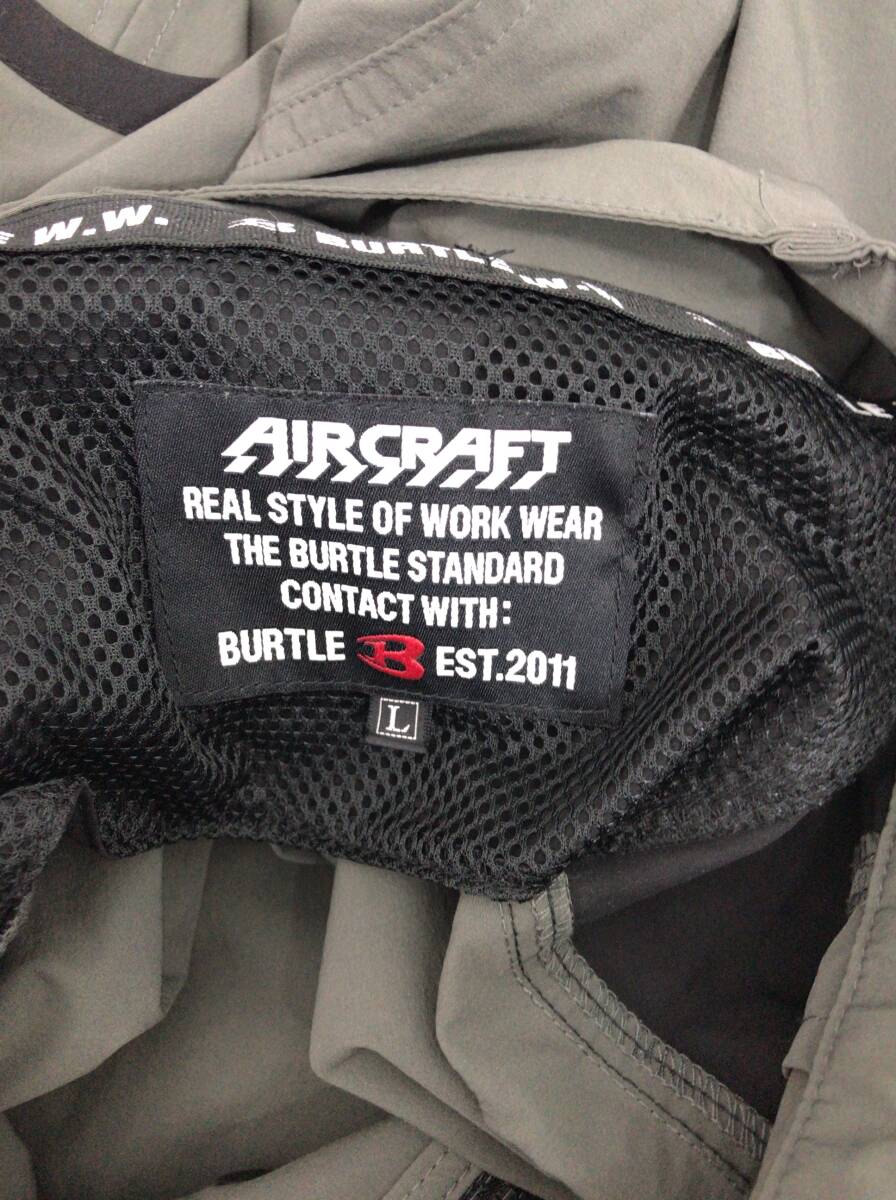 W.W. BURTLE W.W
AIRCRAFT
REAL STYLE OF WORK WEAR
THE BURTLE STANDARD
CONTACT WITH:
BURTLE B EST.2011
L